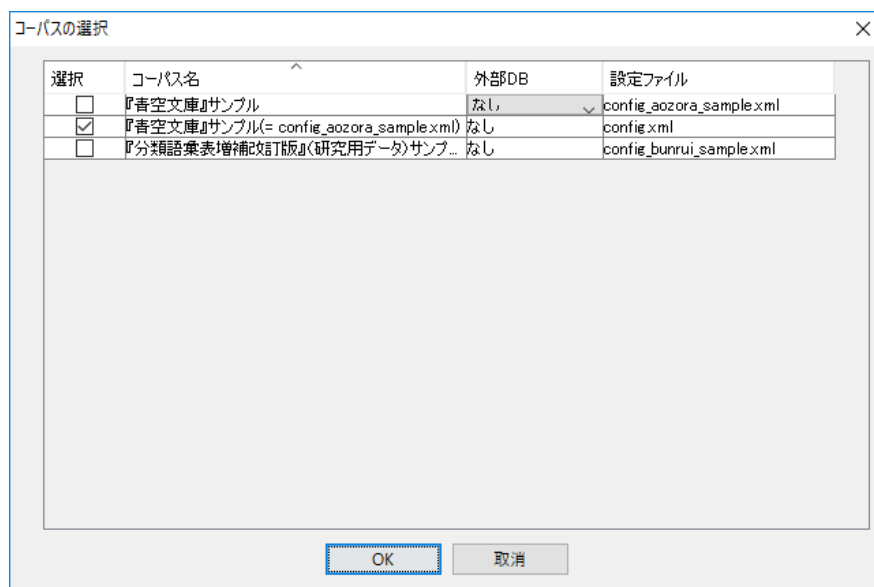 コーパスの選択
選択 コーパス名 外部DB 設定ファイル
『青空文庫』サンプル なし config_aozora_sample.xml
『青空文庫』サンプル(= config_aozora_sample.xml) なし config.xml
『分類語彙表増補改訂版』(研究用データ)サンプ... なし config_bunrui_sample.xml
OK 取消